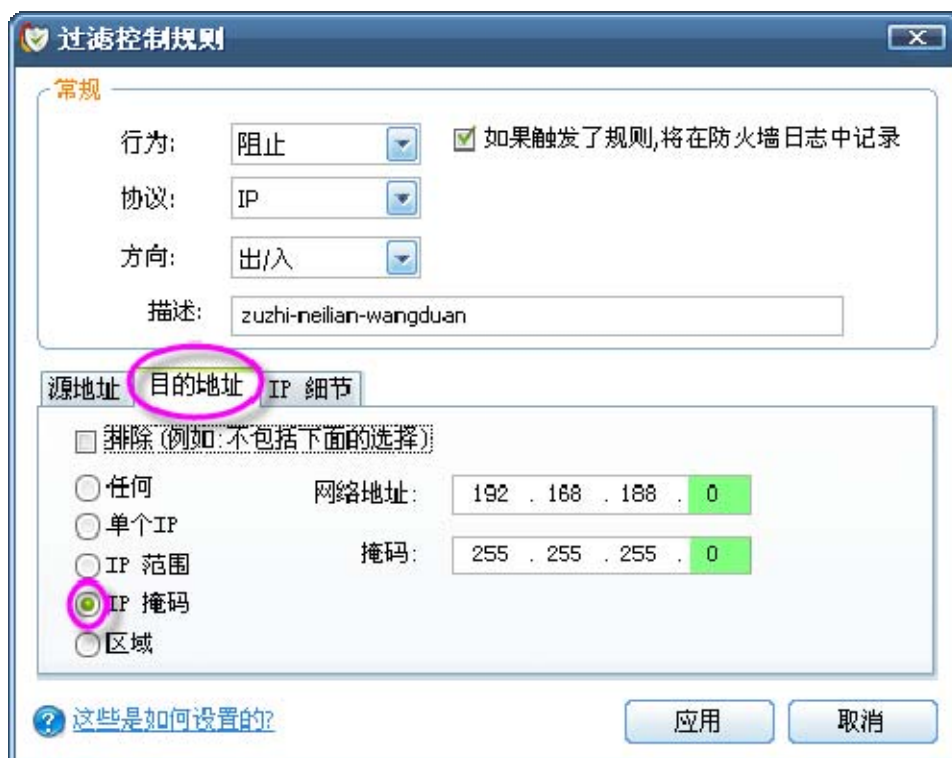 过滤控制规则
常规
行为: 阻止 如果触发了规则,将在防火墙日志中记录
协议: IP
方向: 出/入
描述: zuzhi-neilian-wangduan
源地址 目的地址 IP 细节
排除(例如:不包括下面的选择)
任何 网络地址: 192 . 168 . 188 . 0
单个IP
IP 范围 掩码: 255 . 255 . 255 . 0
IP 掩码
区域
这些是如何设置的? 应用 取消